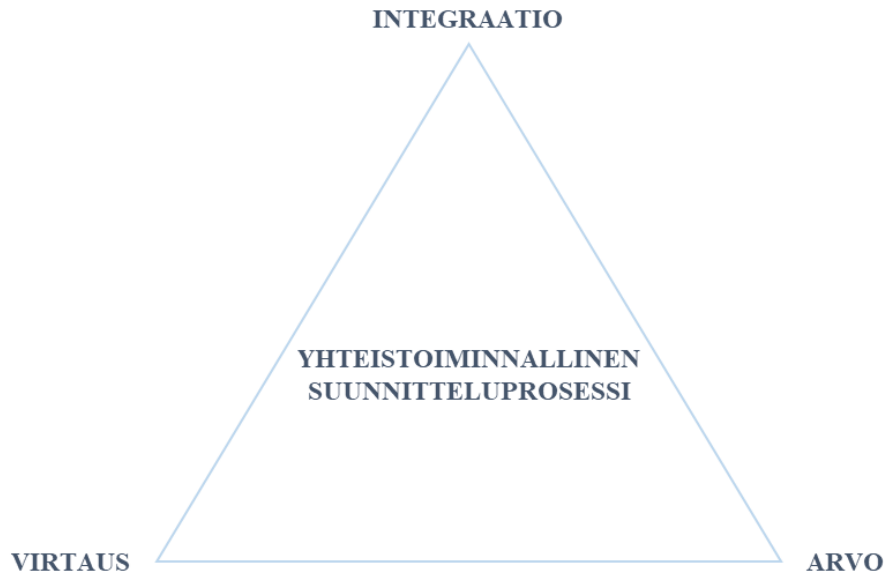 INTEGRAATIO
YHTEISTOIMINNALLINEN
SUUNNITTELUPROSESSI
VIRTAUS
ARVO